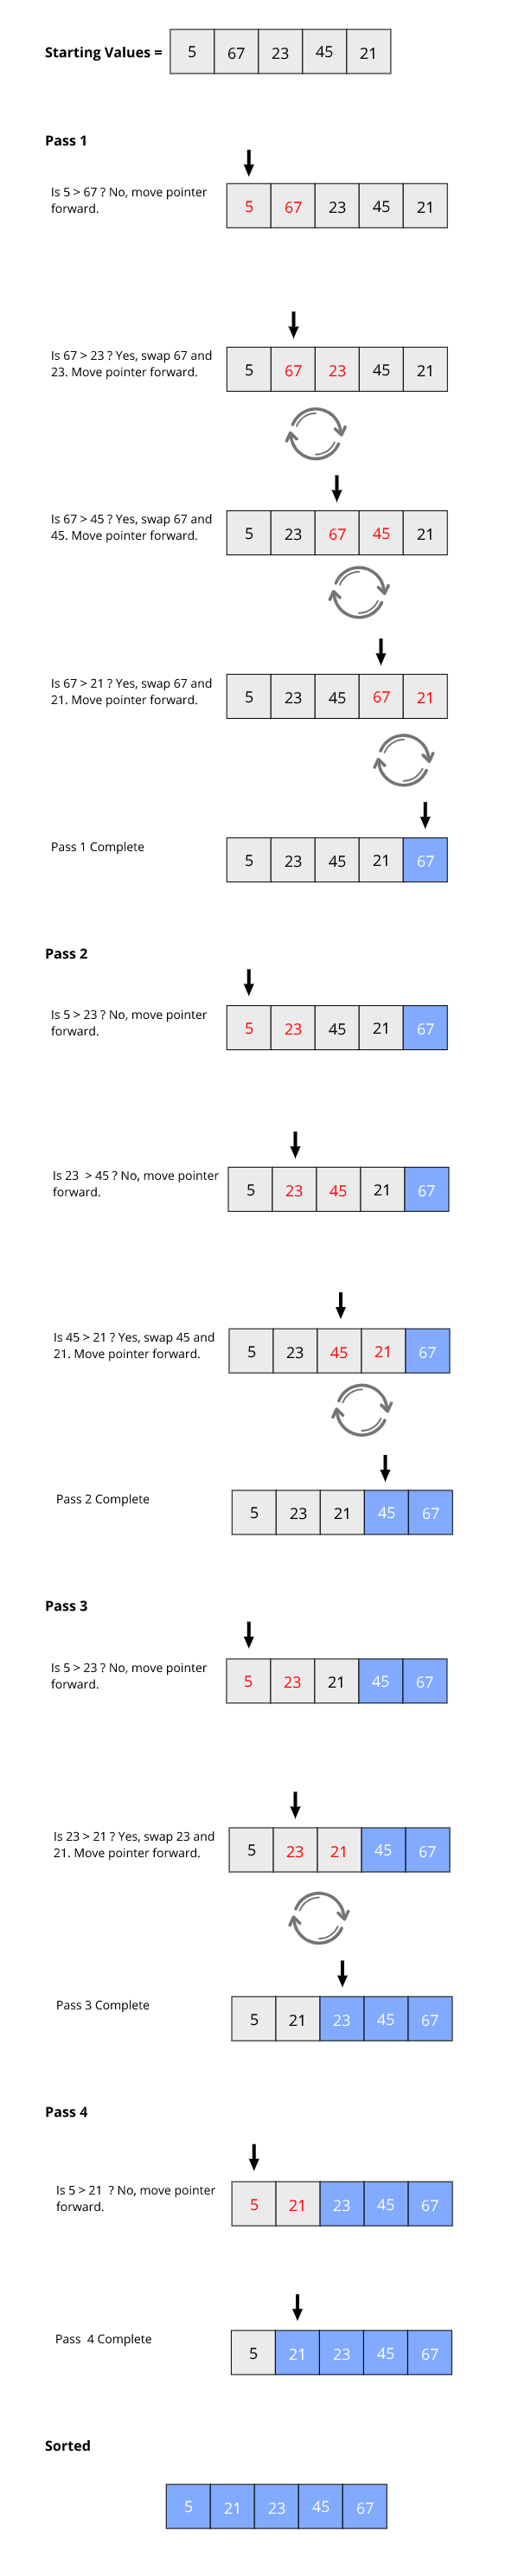 Starting Values = 5 67 23 45 21
Pass 1
Is 5 > 67 ? No, move pointer
forward.
5 67 23 45 21
Is 67 > 23 ? Yes, swap 67 and
23. Move pointer forward.
5 67 23 45 21
Is 67 > 45 ? Yes, swap 67 and
45. Move pointer forward.
5 23 67 45 21
Is 67 > 21 ? Yes, swap 67 and
21. Move pointer forward.
5 23 45 67 21
Pass 1 Complete
5 23 45 21 67
Pass 2
Is 5 > 23 ? No, move pointer
forward.
5 23 45 21 67
Is 23 > 45 ? No, move pointer
forward.
5 23 45 21 67
Is 45 > 21 ? Yes, swap 45 and
21. Move pointer forward.
5 23 45 21 67
Pass 2 Complete
5 23 21 45 67
Pass 3
Is 5 > 23 ? No, move pointer
forward.
5 23 21 45 67
Is 23 > 21 ? Yes, swap 23 and
21. Move pointer forward.
5 23 21 45 67
Pass 3 Complete
5 21 23 45 67
Pass 4
Is 5 > 21 ? No, move pointer
forward.
5 21 23 45 67
Pass 4 Complete
5 21 23 45 67
Sorted
5 21 23 45 67